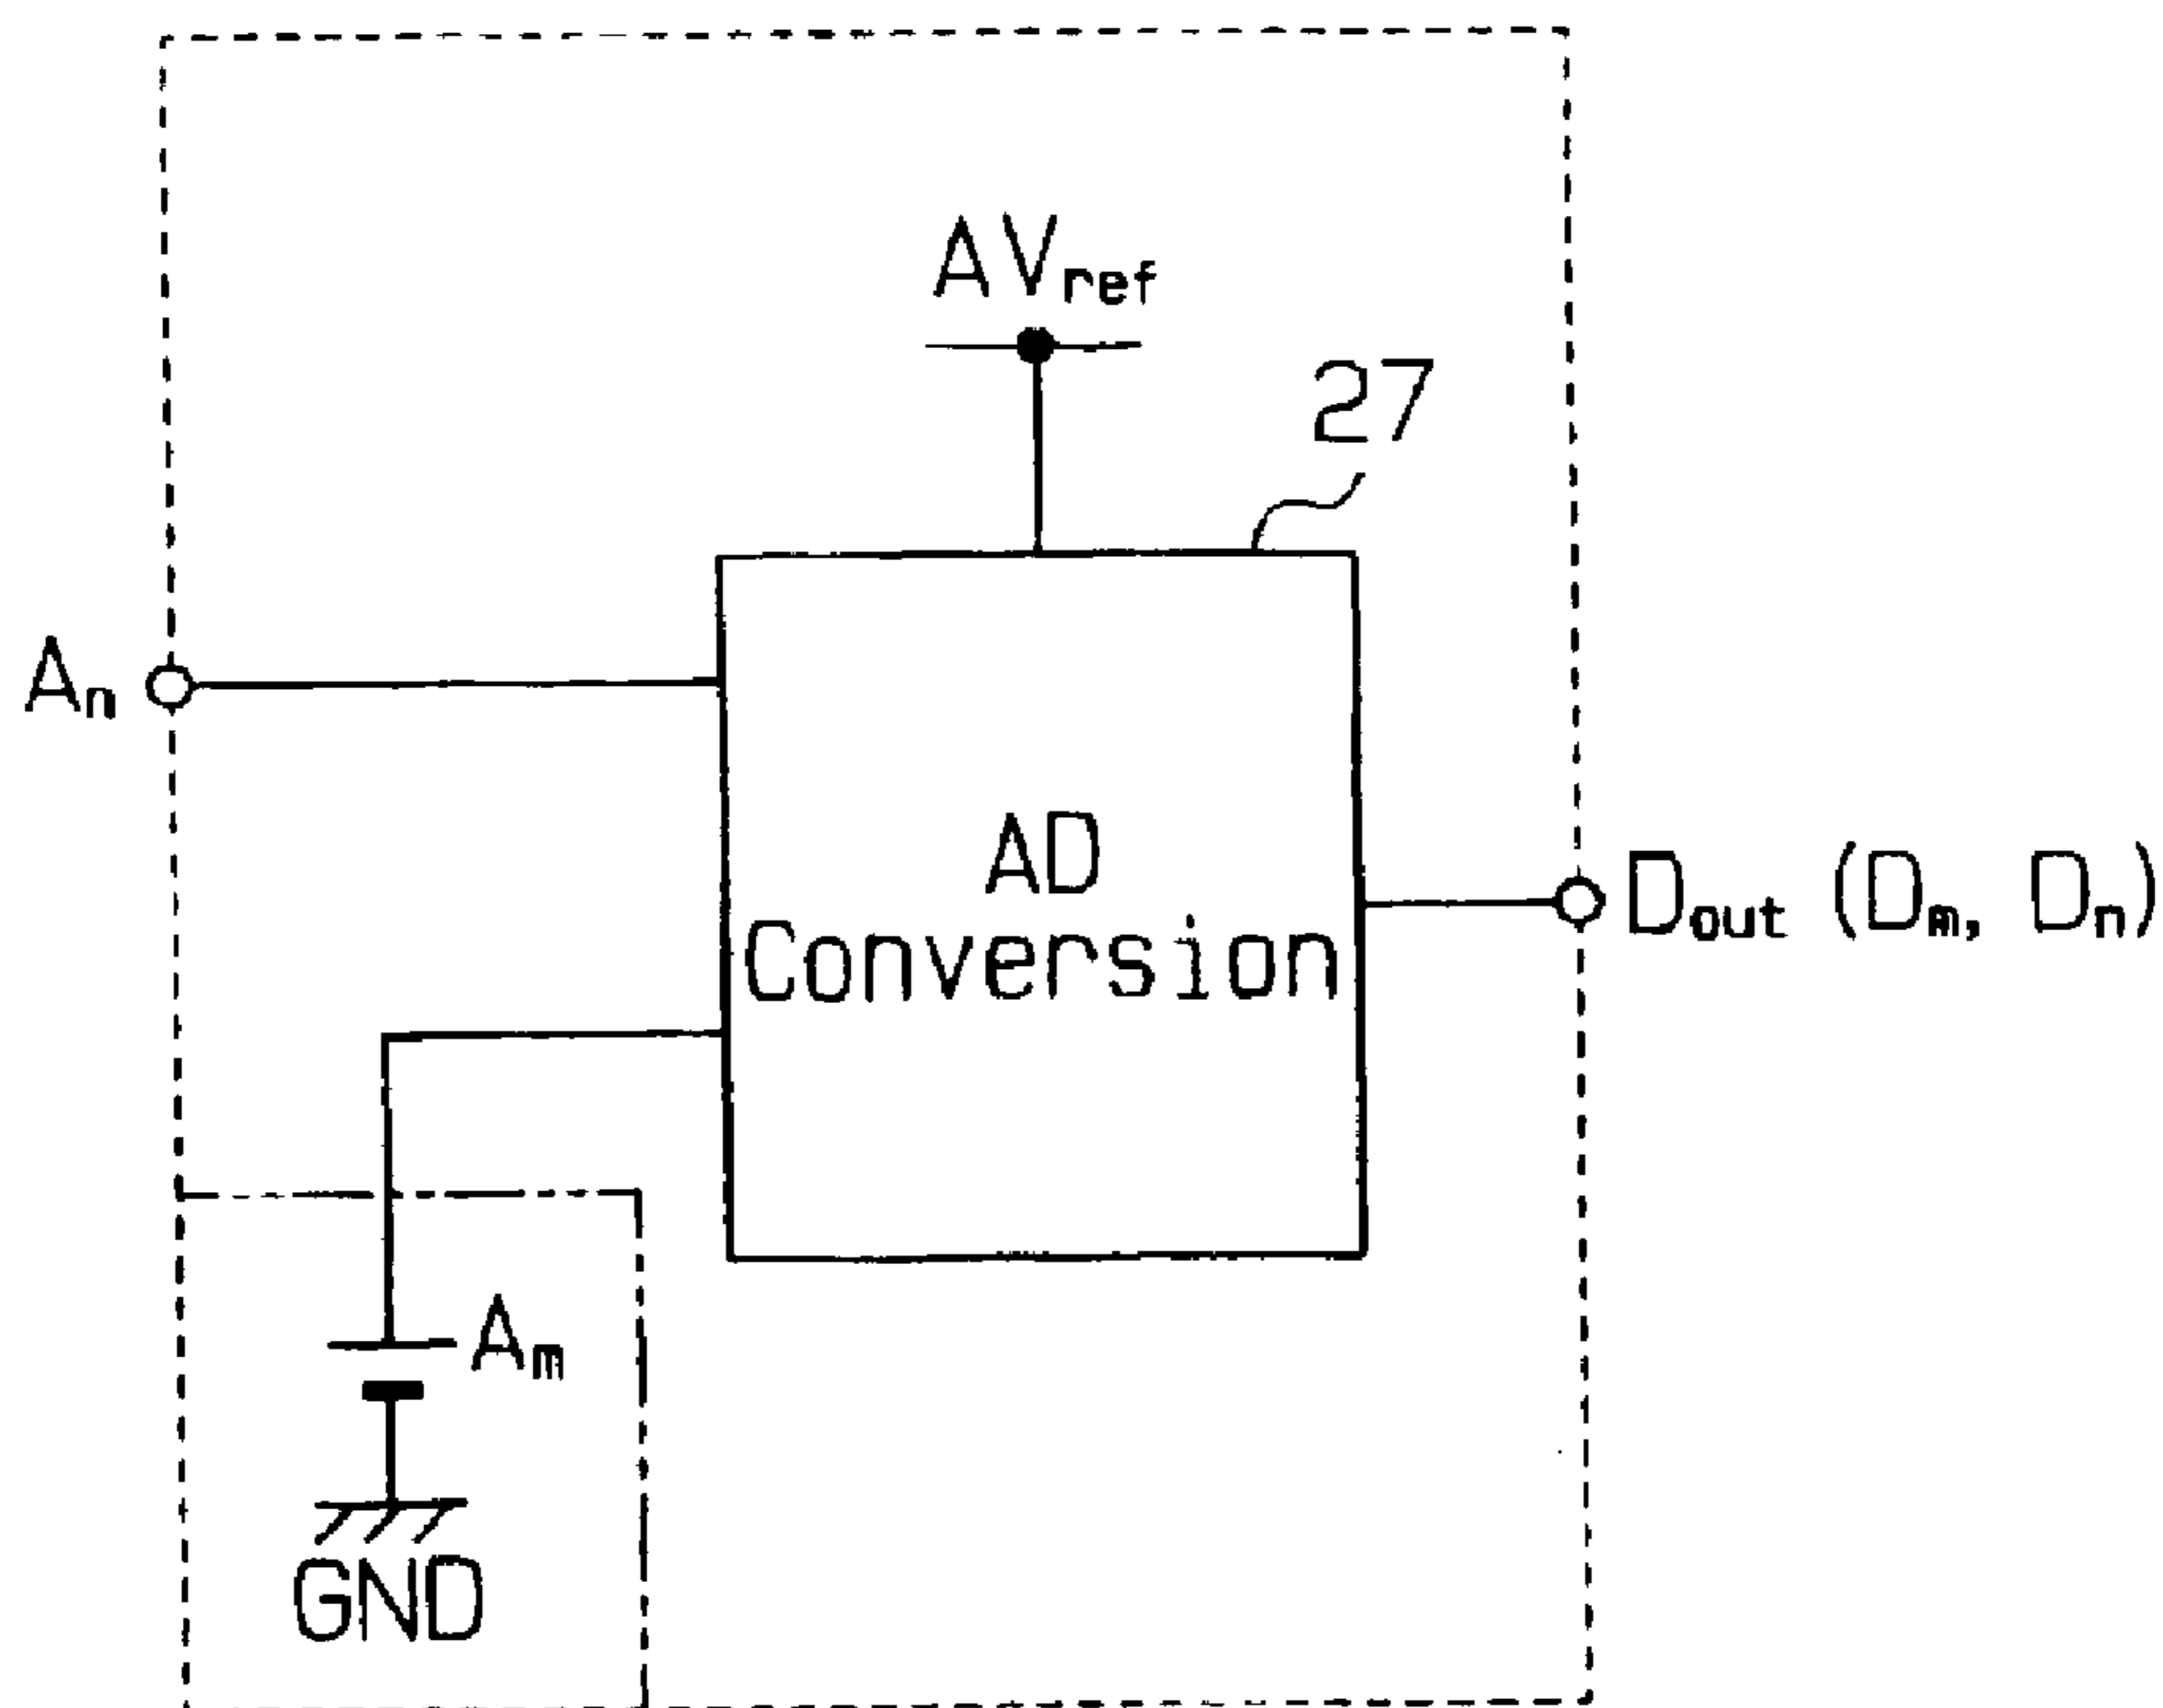 AVref
27
An
AD
Conversion
Dout (Dm, Dn)
Am
GND